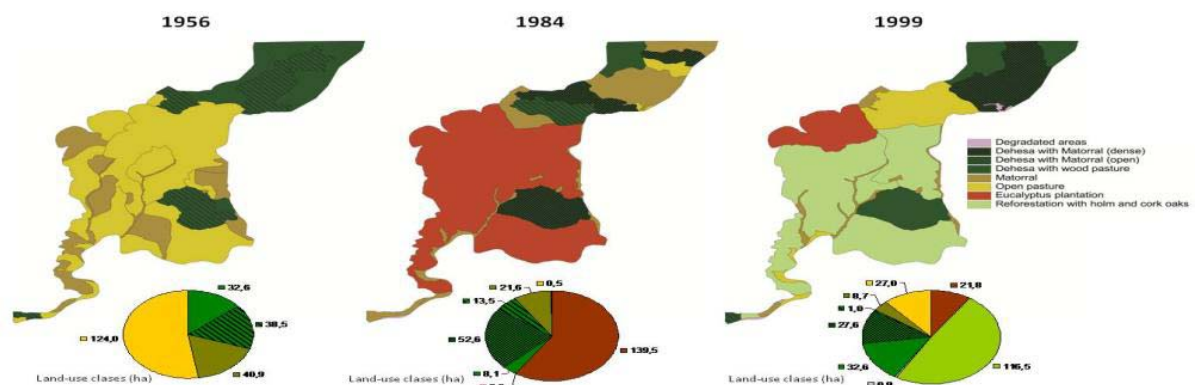 1956
1984
1999
Degradated areas
Dehesa with Matorral (dense)
Dehesa with Matorral (open)
Dehesa with wood pasture
Matorral
Open pasture
Eucalyptus plantation
Reforestation with holm and cork oaks
32,6
38,5
40,9
124,0
Land-use clases (ha)
0,5
21,6
13,5
52,6
8,1
139,5
Land-use clases (ha)
27,0
21,8
8,7
1,0
27,6
32,6
116,5
Land-use clases (ha)